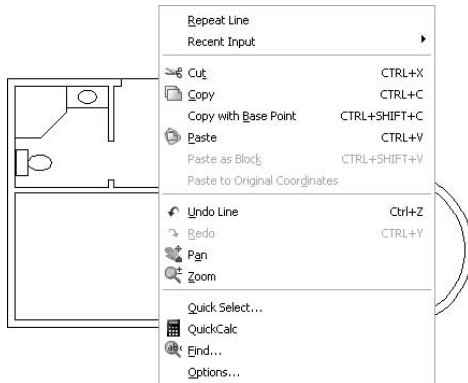 Repeat Line
Recent Input
Cut CTRL+X
Copy CTRL+C
Copy with Base Point CTRL+SHIFT+C
Paste CTRL+V
Paste as Block CTRL+SHIFT+V
Paste to Original Coordinates
Undo Line Ctrl+Z
Redo CTRL+Y
Pan
Zoom
Quick Select...
QuickCalc
Find...
Options...